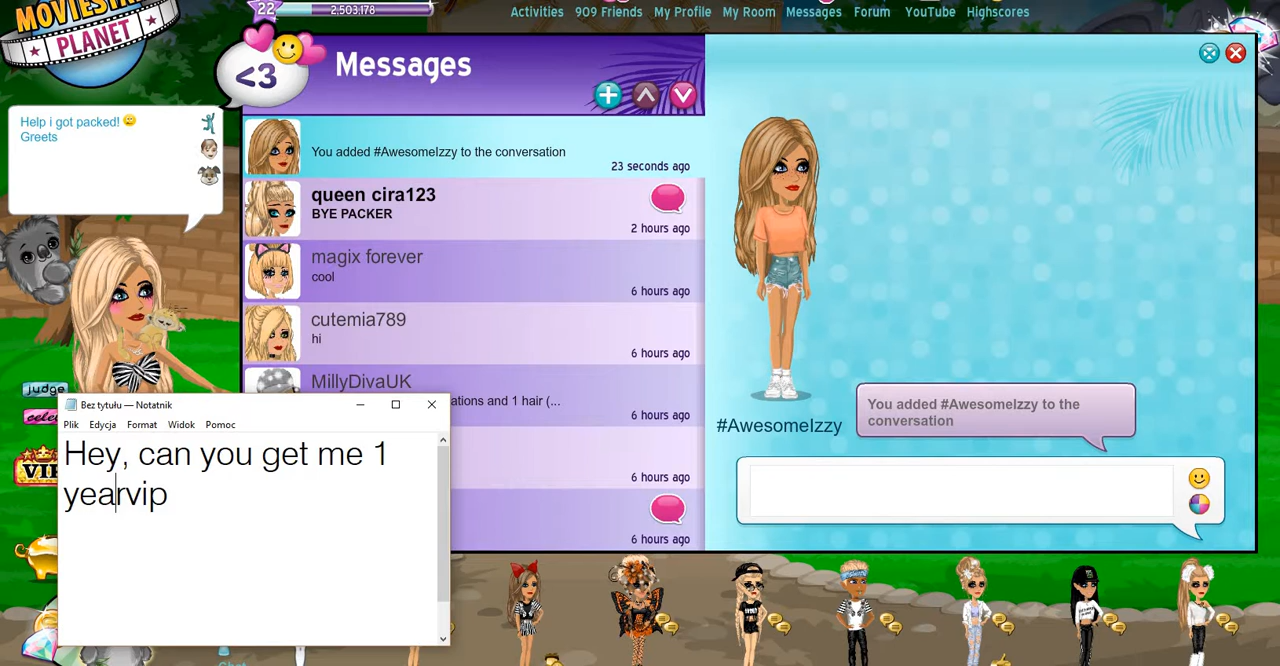 MOVIESTAR
PLANET
22
2,503,178
Activities
909 Friends
My Profile
My Room
Messages
Forum
YouTube
Highscores
<3
Messages
Help i got packed!
Greets
You added #AwesomeIzzy to the conversation
23 seconds ago
queen cira123
BYE PACKER
2 hours ago
magix forever
cool
6 hours ago
cutemia789
hi
6 hours ago
MillyDivaUK
ations and 1 hair (...
6 hours ago
6 hours ago
6 hours ago
#AwesomeIzzy
You added #AwesomeIzzy to the
conversation
judge
VIP
Bez tytułu — Notatnik
Plik Edycja Format Widok Pomoc
Hey, can you get me 1
yearvip
Chat